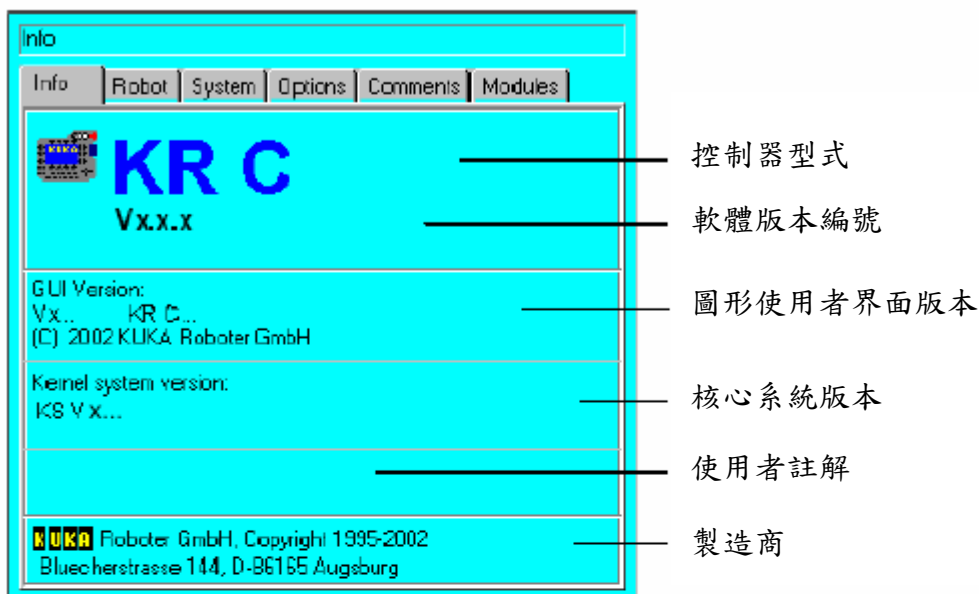 Info
Info Robot System Options Comments Modules
KUKA
KR C
Vx.x.x
GUI Version:
Vx... KR C...
(C) 2002 KUKA Roboter GmbH
Kernel system version:
KS V x...
KUKA Roboter GmbH, Copyright 1995-2002
Bluecherstrasse 144, D-86165 Augsburg
控制器型式
軟體版本編號
圖形使用者界面版本
核心系統版本
使用者註解
製造商